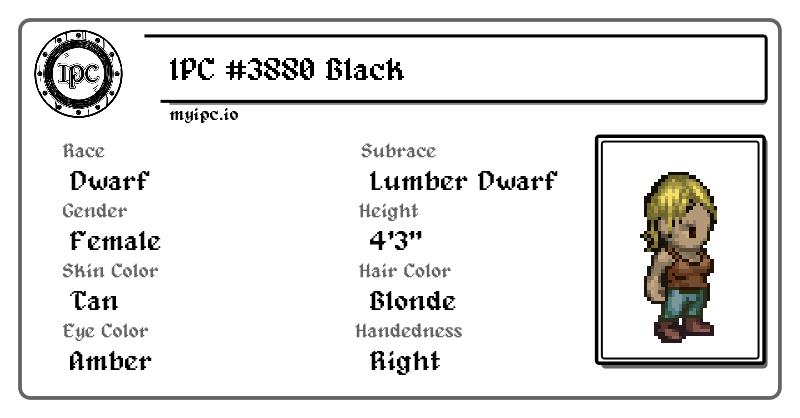 IPC
IPC #3880 Black
myipc.io
Race
Subrace
Dwarf
Lumber Dwarf
Gender
Height
Female
4'3"
Skin Color
Hair Color
Tan
Blonde
Eye Color
Handedness
Amber
Right